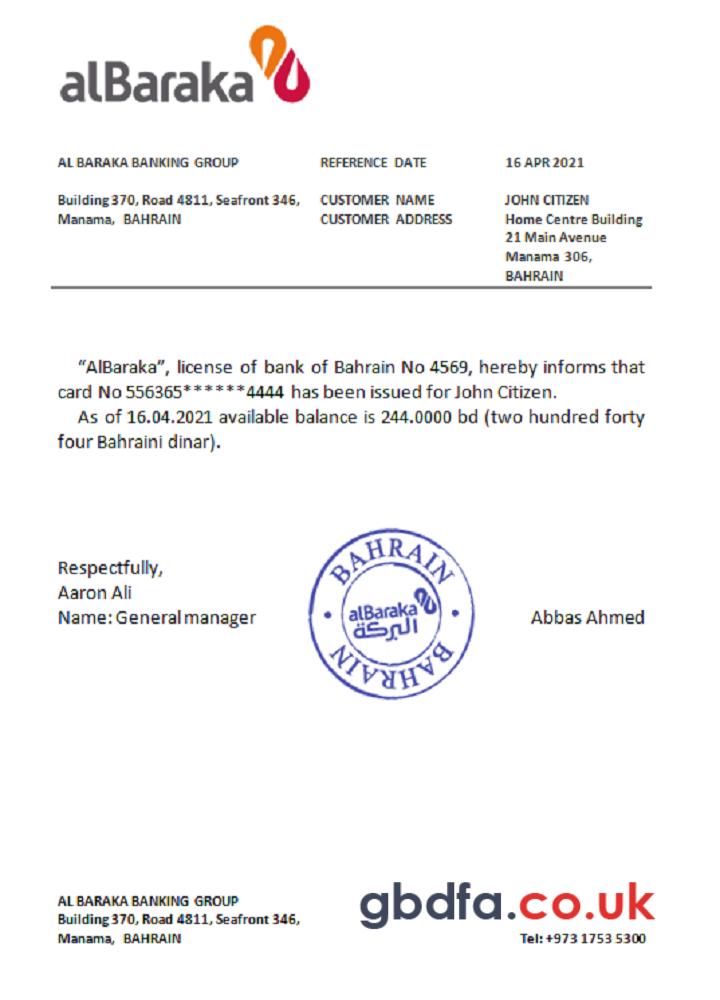 alBaraka
AL BARAKA BANKING GROUP
REFERENCE DATE
16 APR 2021
Building 370, Road 4811, Seafront 346,
Manama, BAHRAIN
CUSTOMER NAME
CUSTOMER ADDRESS
JOHN CITIZEN
Home Centre Building
21 Main Avenue
Manama 306,
BAHRAIN
“AlBaraka”, license of bank of Bahrain No 4569, hereby informs that
card No 556365******4444 has been issued for John Citizen.
As of 16.04.2021 available balance is 244.0000 bd (two hundred forty
four Bahraini dinar).
Respectfully,
Aaron Ali
Name: General manager
BAHRAIN
alBaraka
البركة
BAHRAIN
Abbas Ahmed
AL BARAKA BANKING GROUP
Building 370, Road 4811, Seafront 346,
Manama, BAHRAIN
gbdfa.co.uk
Tel: +973 1753 5300